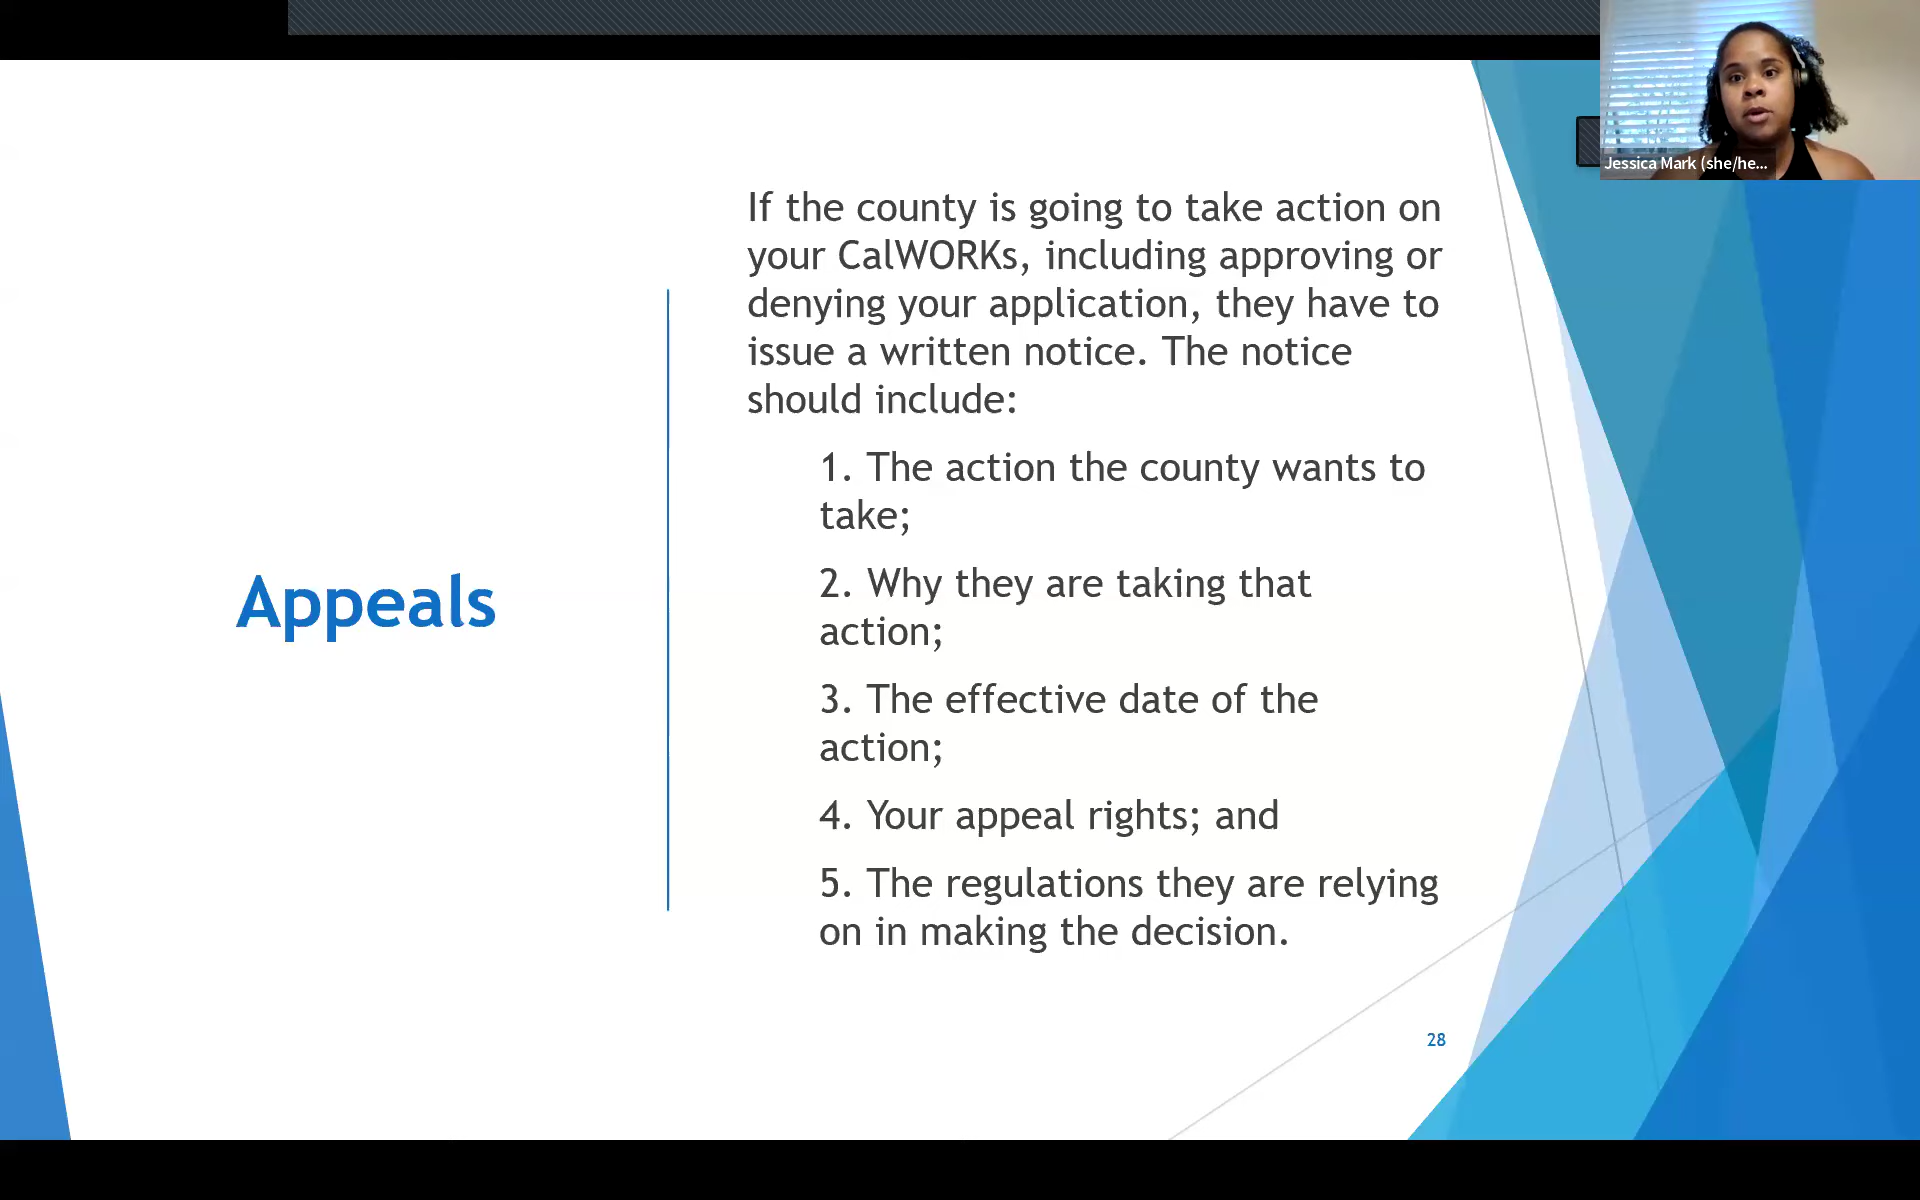 Jessica Mark (she/he...
If the county is going to take action on
your CalWORKs, including approving or
denying your application, they have to
issue a written notice. The notice
should include:
1. The action the county wants to
take;
2. Why they are taking that
action;
3. The effective date of the
action;
4. Your appeal rights; and
5. The regulations they are relying
on in making the decision.
Appeals
28